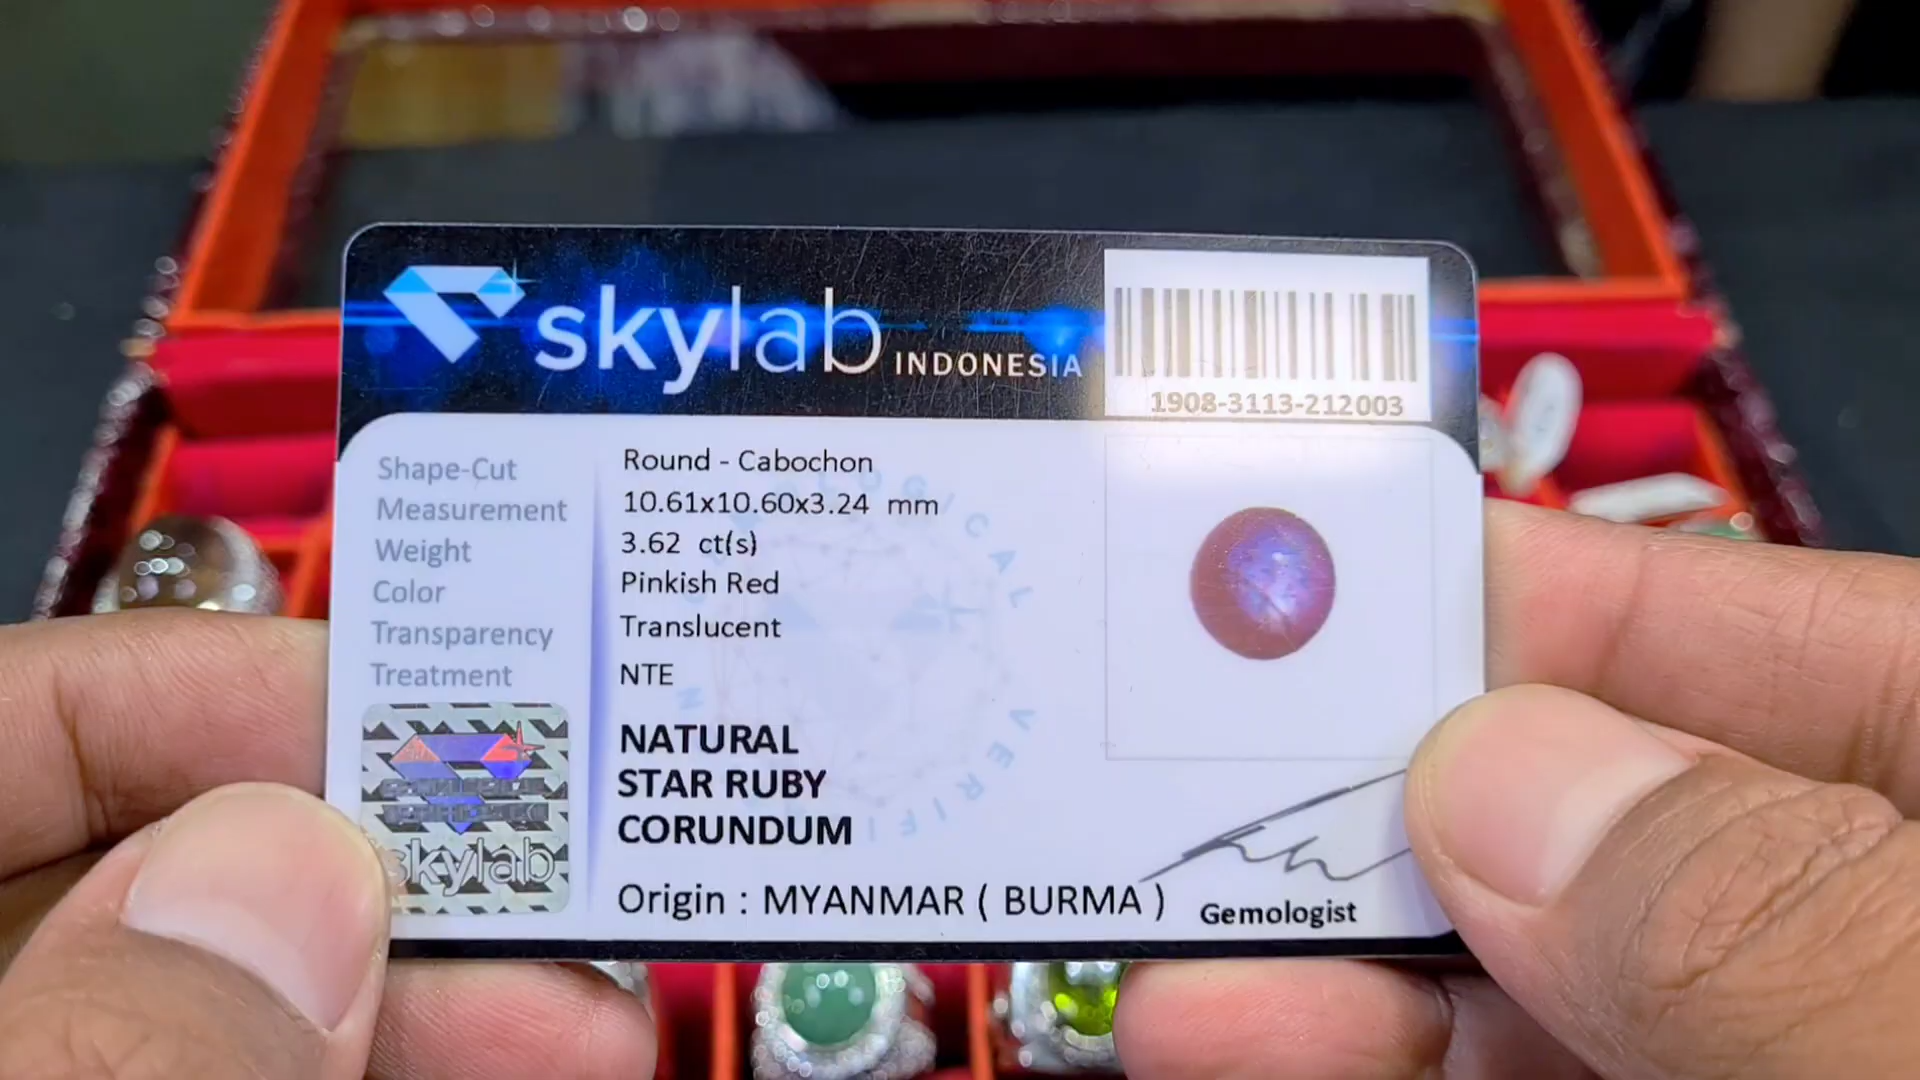 skylab INDONESIA
1908-3113-212003
Shape-Cut Round - Cabochon
Measurement 10.61x10.60x3.24 mm
Weight 3.62 ct(s)
Color Pinkish Red
Transparency Translucent
Treatment NTE
NATURAL
STAR RUBY
CORUNDUM
Origin : MYANMAR ( BURMA )
Gemologist
skylab